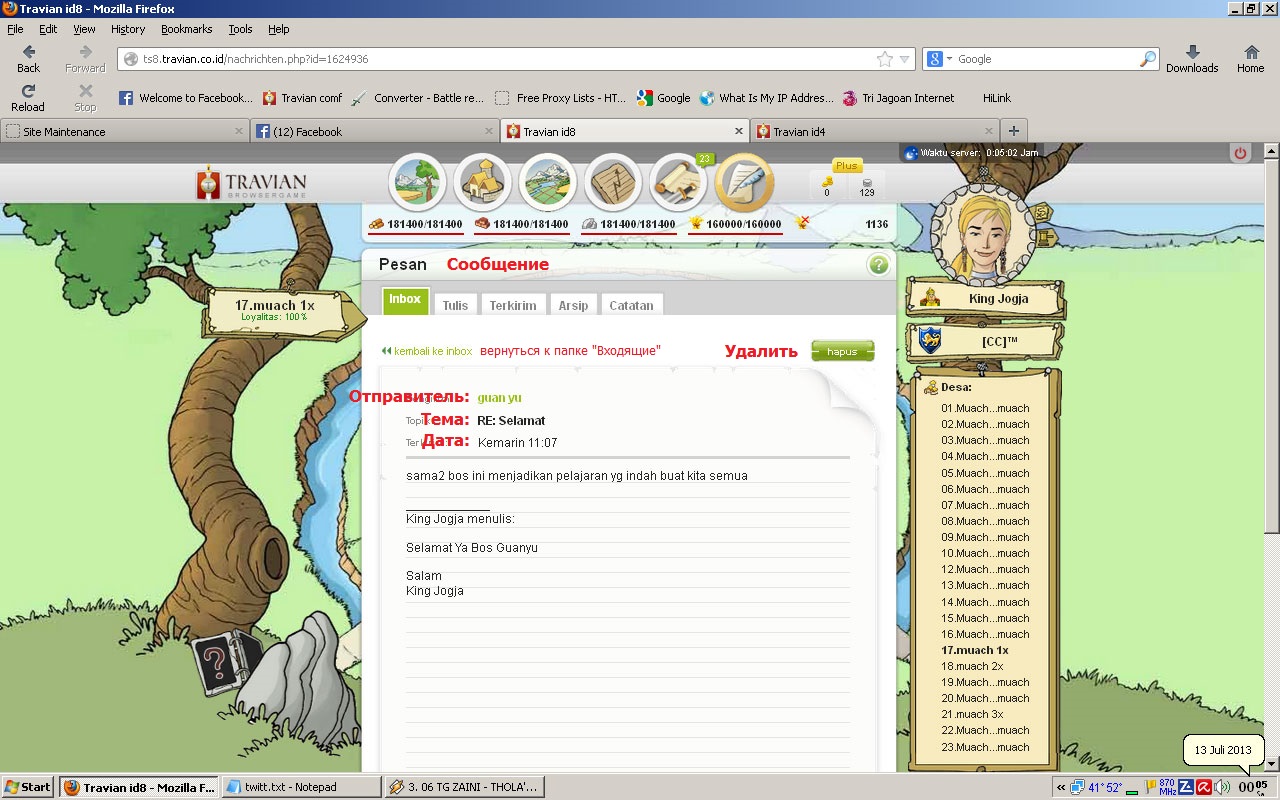 Travian id8 - Mozilla Firefox
File Edit View History Bookmarks Tools Help
Back Forward ts8.travian.co.id/nachrichten.php?id=1624936 Google Downloads Home
Reload Stop Welcome to Facebook... Travian comf Converter - Battle re... Free Proxy Lists - HT... Google What Is My IP Addres... Tri Jagoan Internet HiLink
Site Maintenance (12) Facebook Travian id8 Travian id4
Waktu server: 0:05:02 Jam
TRAVIAN
BROWSERGAME
23
Plus
0 129
181400/181400 181400/181400 181400/181400 160000/160000 1136
Pesan Сообщение
Inbox Tulis Terkirim Arsip Catatan
17.muach 1x
Loyalitas: 100%
King Jogja
[CC]™
kembali ke inbox вернуться к папке "Входящие" Удалить hapus
Отправитель: guan yu
Topik Тема: RE: Selamat
Дата: Kemarin 11:07
sama2 bos ini menjadikan pelajaran yg indah buat kita semua
____________
King Jogja menulis:
Selamat Ya Bos Guanyu
Salam
King Jogja
Desa:
01.Muach...muach
02.Muach...muach
03.Muach...muach
04.Muach...muach
05.Muach...muach
06.Muach...muach
07.Muach...muach
08.Muach...muach
09.Muach...muach
10.Muach...muach
12.Muach...muach
13.Muach...muach
14.Muach...muach
15.Muach...muach
16.Muach...muach
17.muach 1x
18.muach 2x
19.Muach...muach
20.Muach...muach
21.muach 3x
22.Muach...muach
23.Muach...muach
13 Juli 2013
Start Travian id8 - Mozilla F... twitt.txt - Notepad 3. 06 TG ZAINI - THOLA'... 41° 52° 870 MHz 00 05